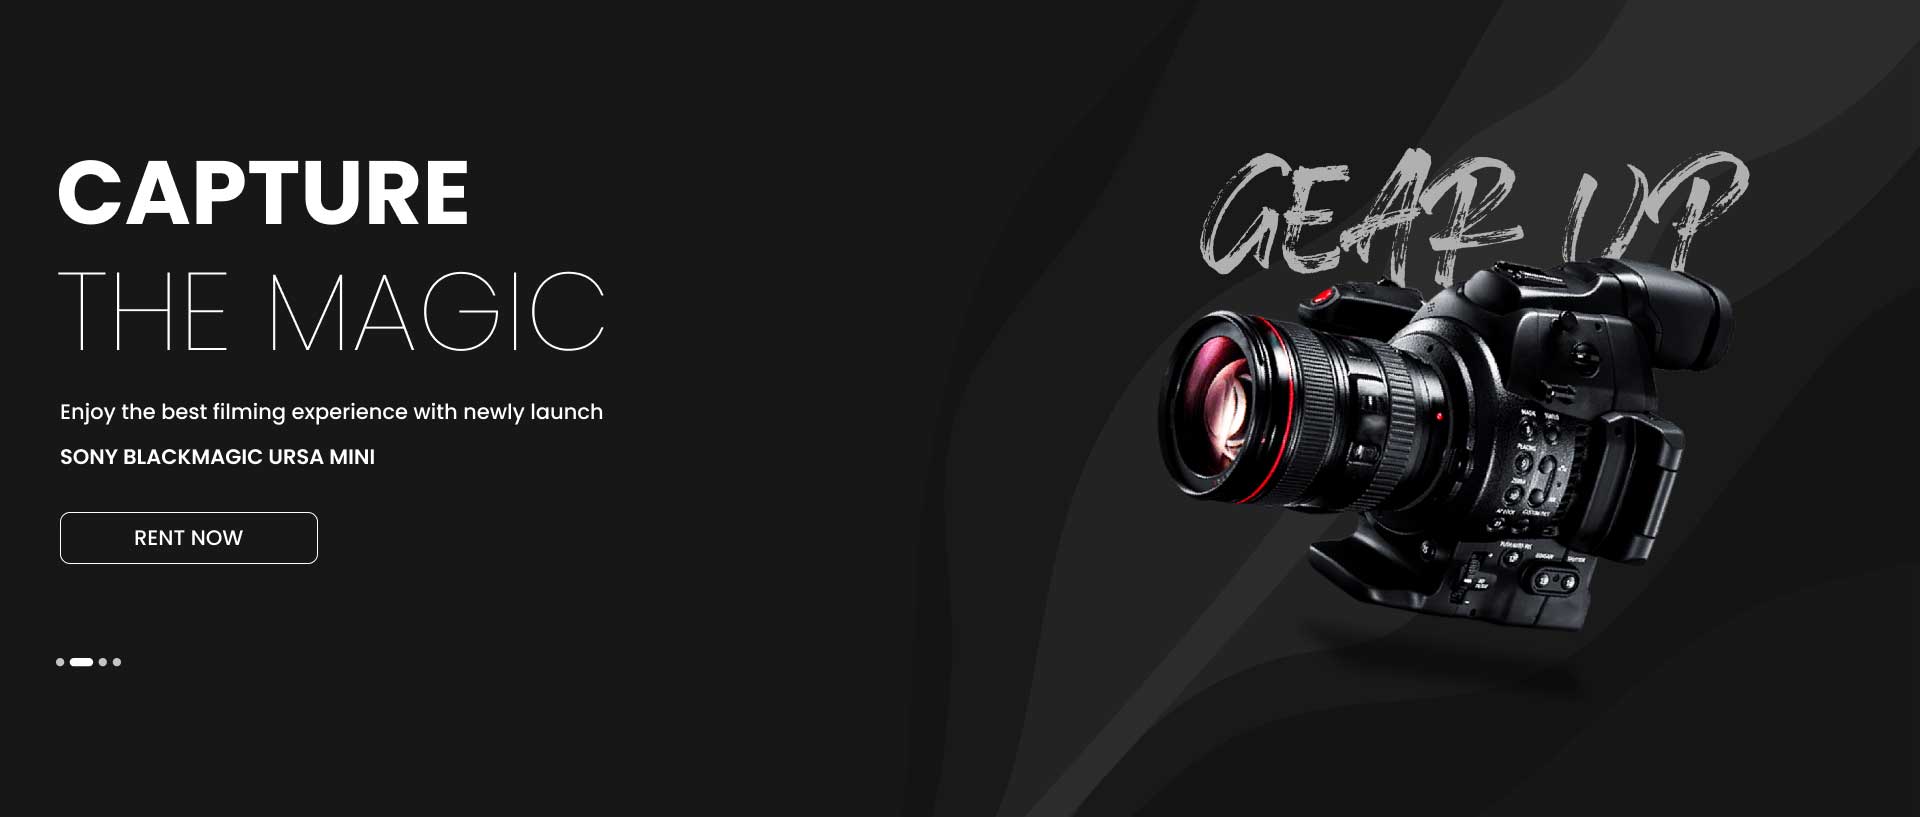 CAPTURE
THE MAGIC
Enjoy the best filming experience with newly launch
SONY BLACKMAGIC URSA MINI
RENT NOW
GEAR UP